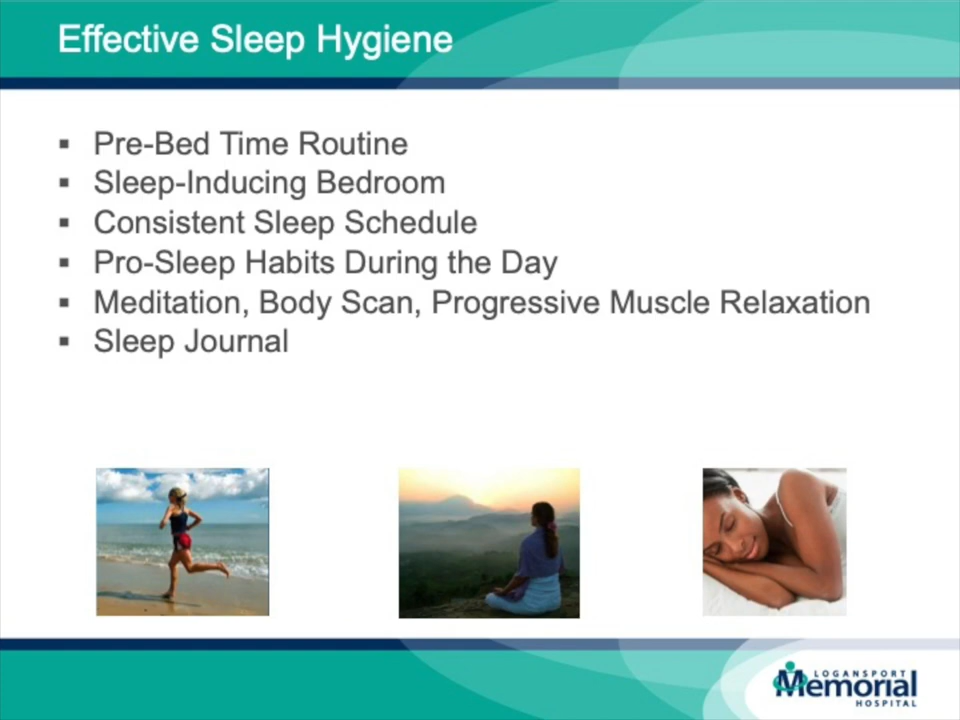 Effective Sleep Hygiene
▪ Pre-Bed Time Routine
▪ Sleep-Inducing Bedroom
▪ Consistent Sleep Schedule
▪ Pro-Sleep Habits During the Day
▪ Meditation, Body Scan, Progressive Muscle Relaxation
▪ Sleep Journal
LOGANSPORT
Memorial
HOSPITAL